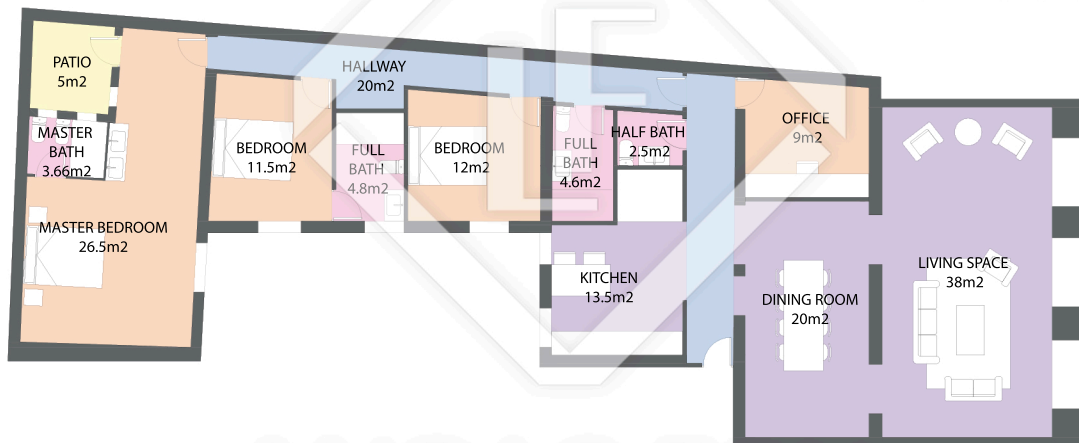 PATIO
5m2
MASTER
BATH
3.66m2
MASTER BEDROOM
26.5m2
HALLWAY
20m2
BEDROOM
11.5m2
FULL
BATH
4.8m2
BEDROOM
12m2
FULL
BATH
4.6m2
HALF BATH
2.5m2
KITCHEN
13.5m2
OFFICE
9m2
DINING ROOM
20m2
LIVING SPACE
38m2